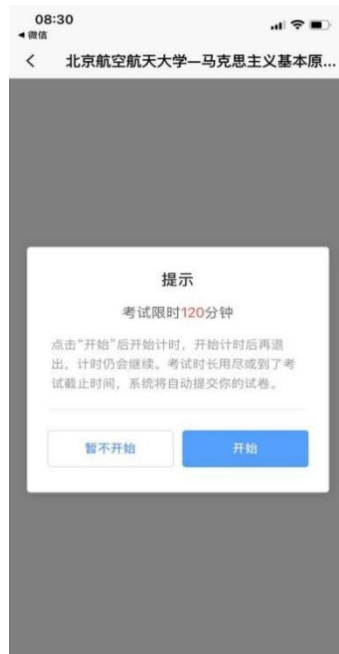 08:30
微信
北京航空航天大学—马克思主义基本原...
提示
考试限时120分钟
点击“开始”后开始计时，开始计时后再退
出，计时仍会继续。考试时长用尽或到了考
试截止时间，系统将自动提交你的试卷。
暂不开始
开始